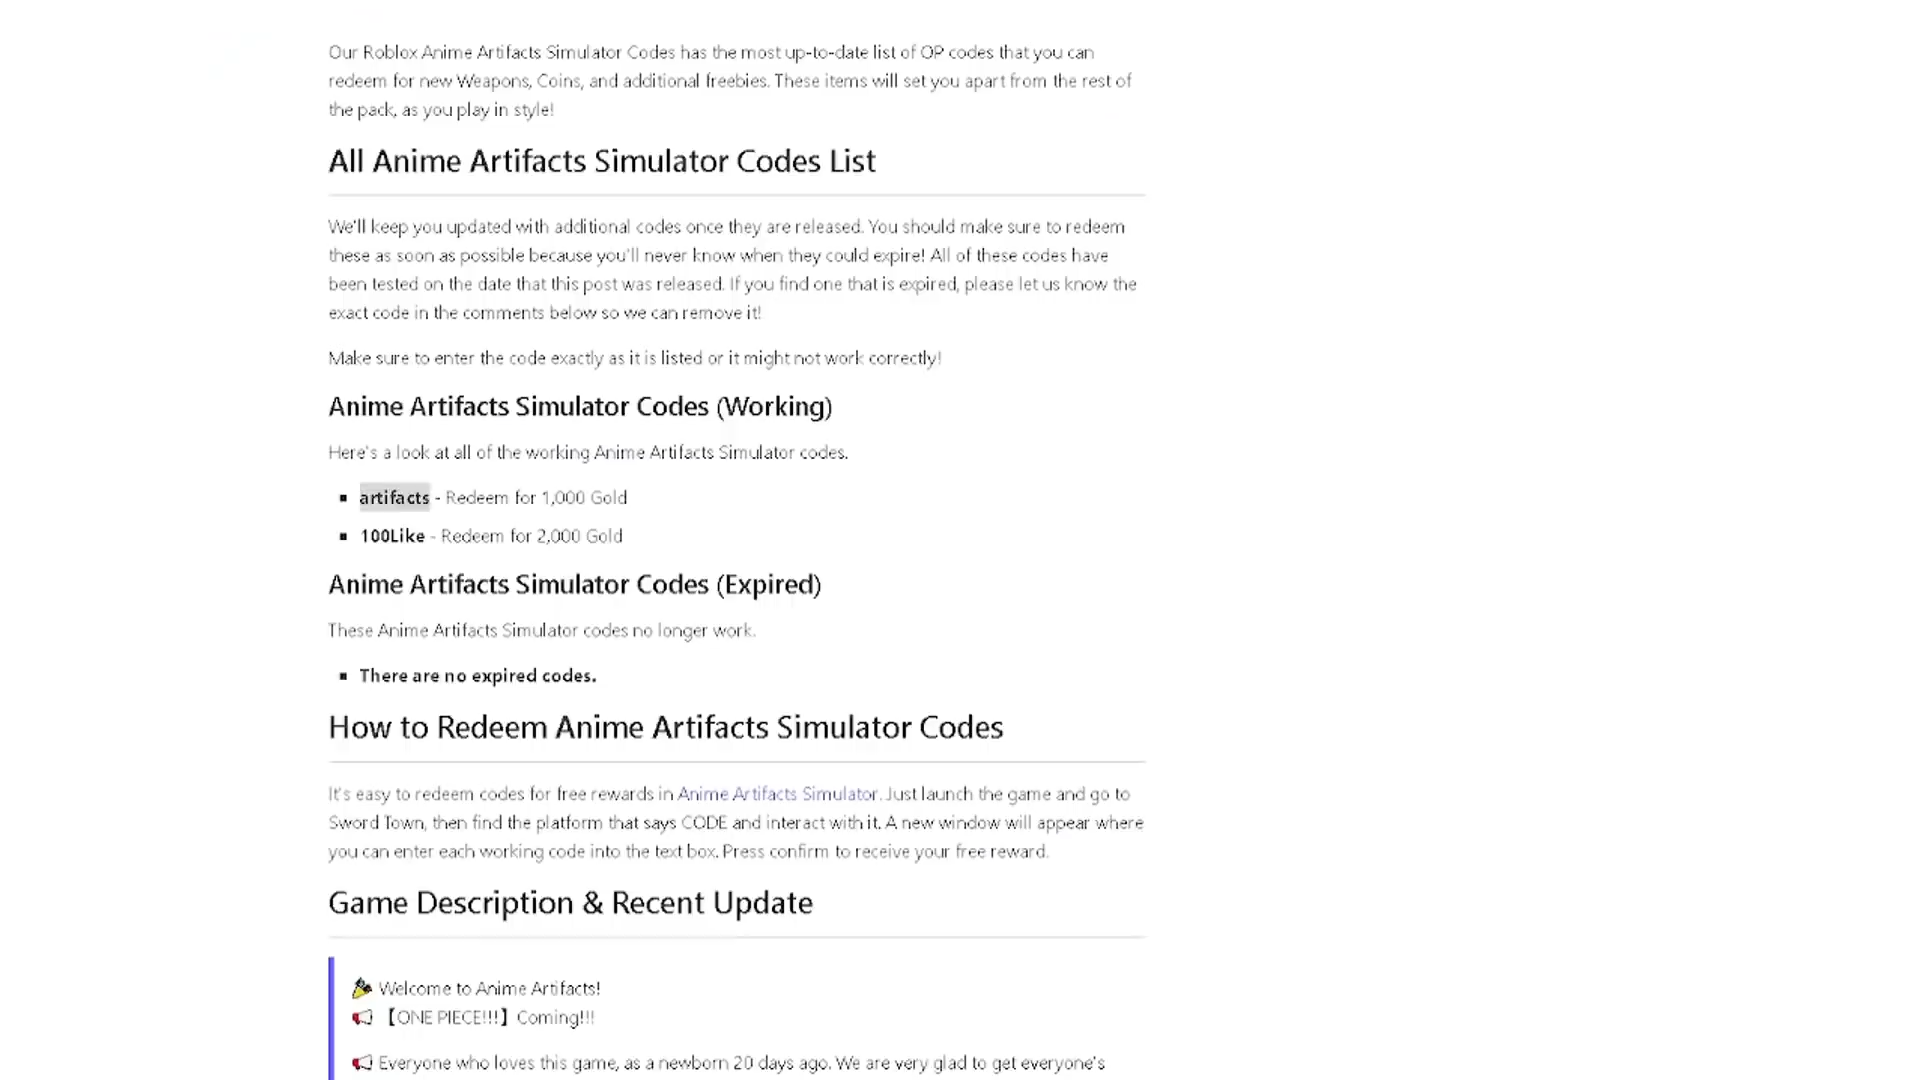 Our Roblox Anime Artifacts Simulator Codes has the most up-to-date list of OP codes that you can
redeem for new Weapons, Coins, and additional freebies. These items will set you apart from the rest of
the pack, as you play in style!
All Anime Artifacts Simulator Codes List
We'll keep you updated with additional codes once they are released. You should make sure to redeem
these as soon as possible because you'll never know when they could expire! All of these codes have
been tested on the date that this post was released. If you find one that is expired, please let us know the
exact code in the comments below so we can remove it!
Make sure to enter the code exactly as it is listed or it might not work correctly!
Anime Artifacts Simulator Codes (Working)
Here's a look at all of the working Anime Artifacts Simulator codes.
▪ artifacts - Redeem for 1,000 Gold
▪ 100Like - Redeem for 2,000 Gold
Anime Artifacts Simulator Codes (Expired)
These Anime Artifacts Simulator codes no longer work.
▪ There are no expired codes.
How to Redeem Anime Artifacts Simulator Codes
It's easy to redeem codes for free rewards in Anime Artifacts Simulator. Just launch the game and go to
Sword Town, then find the platform that says CODE and interact with it. A new window will appear where
you can enter each working code into the text box. Press confirm to receive your free reward.
Game Description & Recent Update
🎉 Welcome to Anime Artifacts!
📢 【ONE PIECE!!!】 Coming!!!
📢 Everyone who loves this game, as a newborn 20 days ago. We are very glad to get everyone's